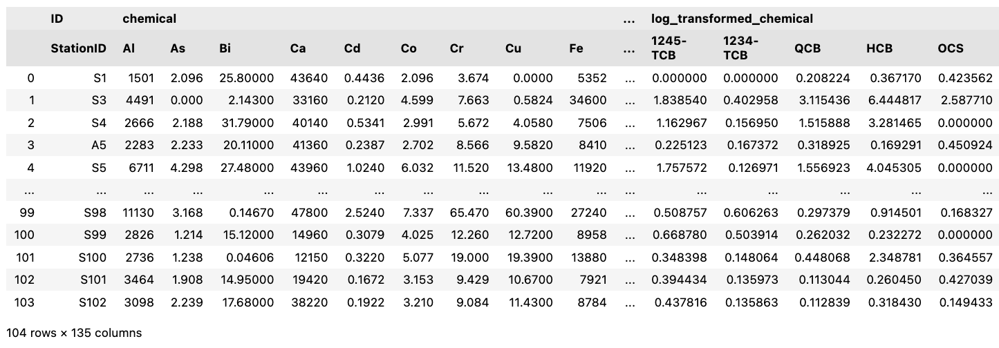 ID chemical ... log_transformed_chemical
StationID Al As Bi Ca Cd Co Cr Cu Fe ... 1245-TCB 1234-TCB QCB HCB OCS
0 S1 1501 2.096 25.80000 43640 0.4436 2.096 3.674 0.0000 5352 ... 0.000000 0.000000 0.208224 0.367170 0.423562
1 S3 4491 0.000 2.14300 33160 0.2120 4.599 7.663 0.5824 34600 ... 1.838540 0.402958 3.115436 6.444817 2.587710
2 S4 2666 2.188 31.79000 40140 0.5341 2.991 5.672 4.0580 7506 ... 1.162967 0.156950 1.515888 3.281465 0.000000
3 A5 2283 2.233 20.11000 41360 0.2387 2.702 8.566 9.5820 8410 ... 0.225123 0.167372 0.318925 0.169291 0.450924
4 S5 6711 4.298 27.48000 43960 1.0240 6.032 11.520 13.4800 11920 ... 1.757572 0.126971 1.556923 4.045305 0.000000
... ... ... ... ... ... ... ... ... ... ... ... ... ... ... ... ...
99 S98 11130 3.168 0.14670 47800 2.5240 7.337 65.470 60.3900 27240 ... 0.508757 0.606263 0.297379 0.914501 0.168327
100 S99 2826 1.214 15.12000 14960 0.3079 4.025 12.260 12.7200 8958 ... 0.668780 0.503914 0.262032 0.232272 0.000000
101 S100 2736 1.238 0.04606 12150 0.3220 5.077 19.000 19.3900 13880 ... 0.348398 0.148064 0.448068 2.348781 0.364557
102 S101 3464 1.908 14.95000 19420 0.1672 3.153 9.429 10.6700 7921 ... 0.394434 0.135973 0.113044 0.260450 0.427039
103 S102 3098 2.239 17.68000 38220 0.1922 3.210 9.084 11.4300 8784 ... 0.437816 0.135863 0.112839 0.318430 0.149433
104 rows × 135 columns